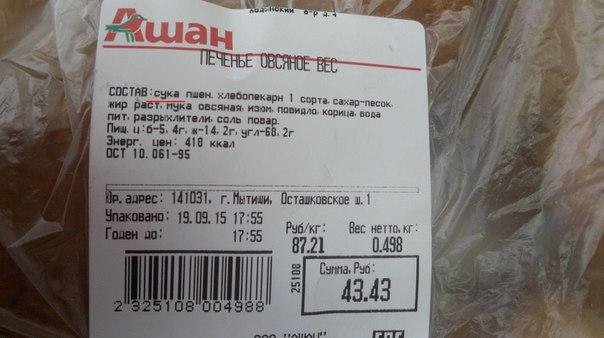 Ашан
ПЕЧЕНЬЕ ОВСЯНОЕ ВЕС
СОСТАВ:сука пшен. хлебопекарн 1 сорта, сахар-песок,
жир раст, мука овсяная, изюм, повидло, корица, вода
пит, разрыхлители, соль повар.
Пищ. ц:б-5, 4г, ж-14, 2г, угл-68, 2г
Энерг. цен: 410 ккал
ОСТ 10.061-95
Юр. адрес: 141031, г.Мытищи, Осташковское ш.1
Упаковано: 19.09.15 17:55
Годен до: 17:55
Руб/кг: Вес нетто, кг:
87.21 0.498
25108
Сумма, Руб:
43.43
2 325108 004988
ООО "АШАН"